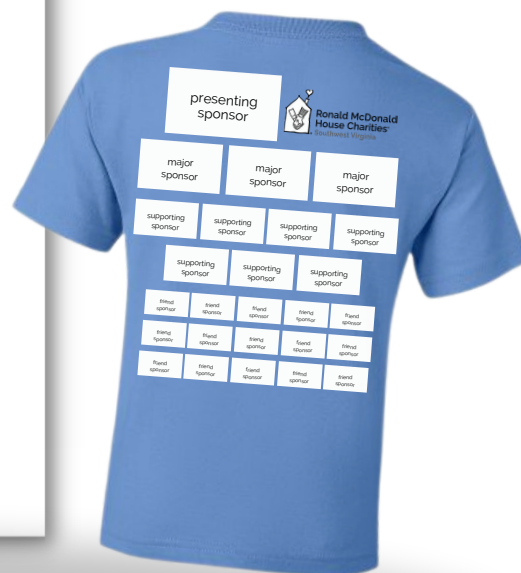 presenting
sponsor
Ronald McDonald
House Charities®
Southwest Virginia
major
sponsor
major
sponsor
major
sponsor
supporting
sponsor
supporting
sponsor
supporting
sponsor
supporting
sponsor
supporting
sponsor
supporting
sponsor
supporting
sponsor
friend
sponsor
friend
sponsor
friend
sponsor
friend
sponsor
friend
sponsor
friend
sponsor
friend
sponsor
friend
sponsor
friend
sponsor
friend
sponsor
friend
sponsor
friend
sponsor
friend
sponsor
friend
sponsor
friend
sponsor